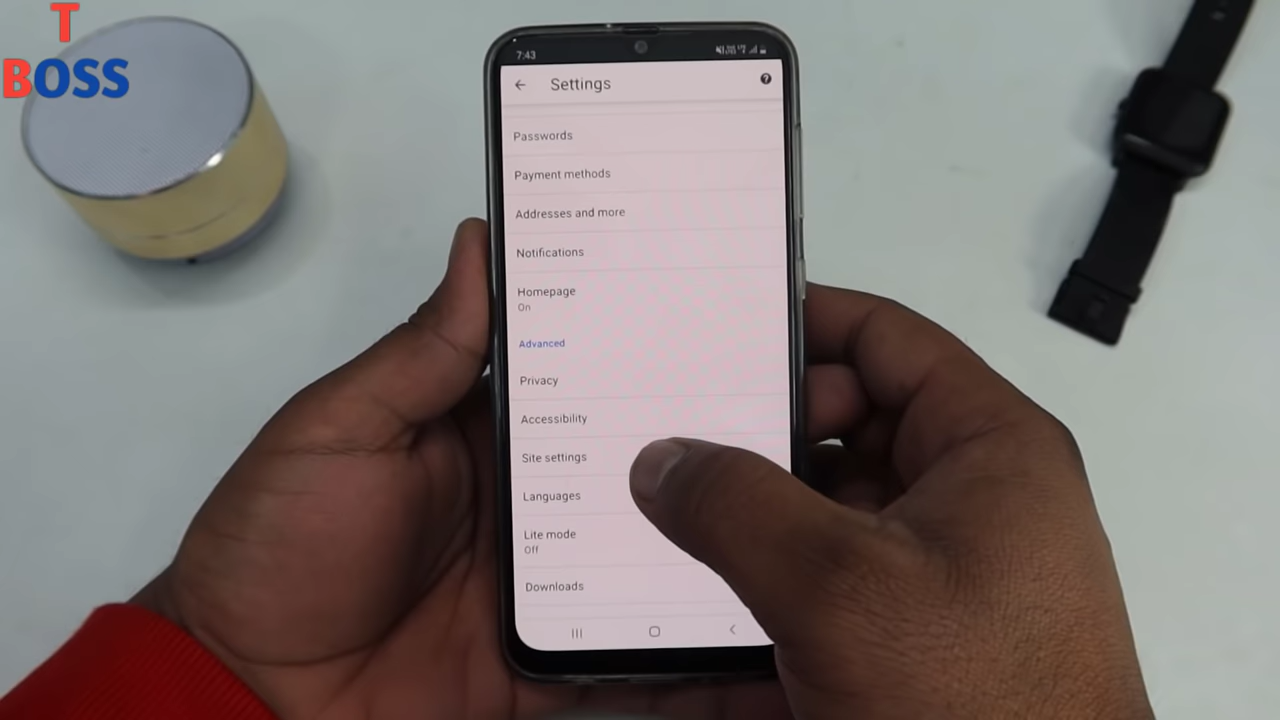 T
BOSS
7:43
Settings
Passwords
Payment methods
Addresses and more
Notifications
Homepage
On
Advanced
Privacy
Accessibility
Site settings
Languages
Lite mode
Off
Downloads